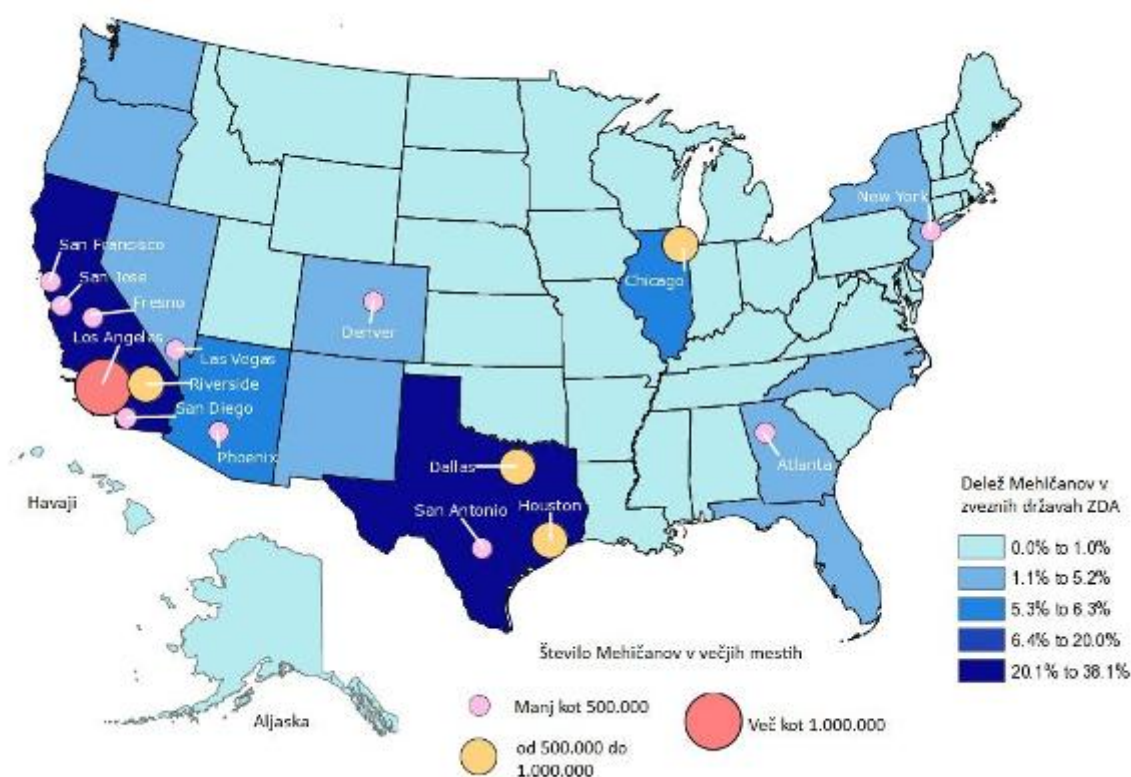 New York
San Francisco
San Jose
Fresno
Los Angeles
Las Vegas
Riverside
San Diego
Phoenix
Denver
Chicago
Dallas
Houston
San Antonio
Atlanta
Havaji
Aljaska
Delež Mehičanov v
zveznih državah ZDA
0.0% to 1.0%
1.1% to 5.2%
5.3% to 6.3%
6.4% to 20.0%
20.1% to 38.1%
Število Mehičanov v večjih mestih
Manj kot 500.000
od 500.000 do
1.000.000
Več kot 1.000.000